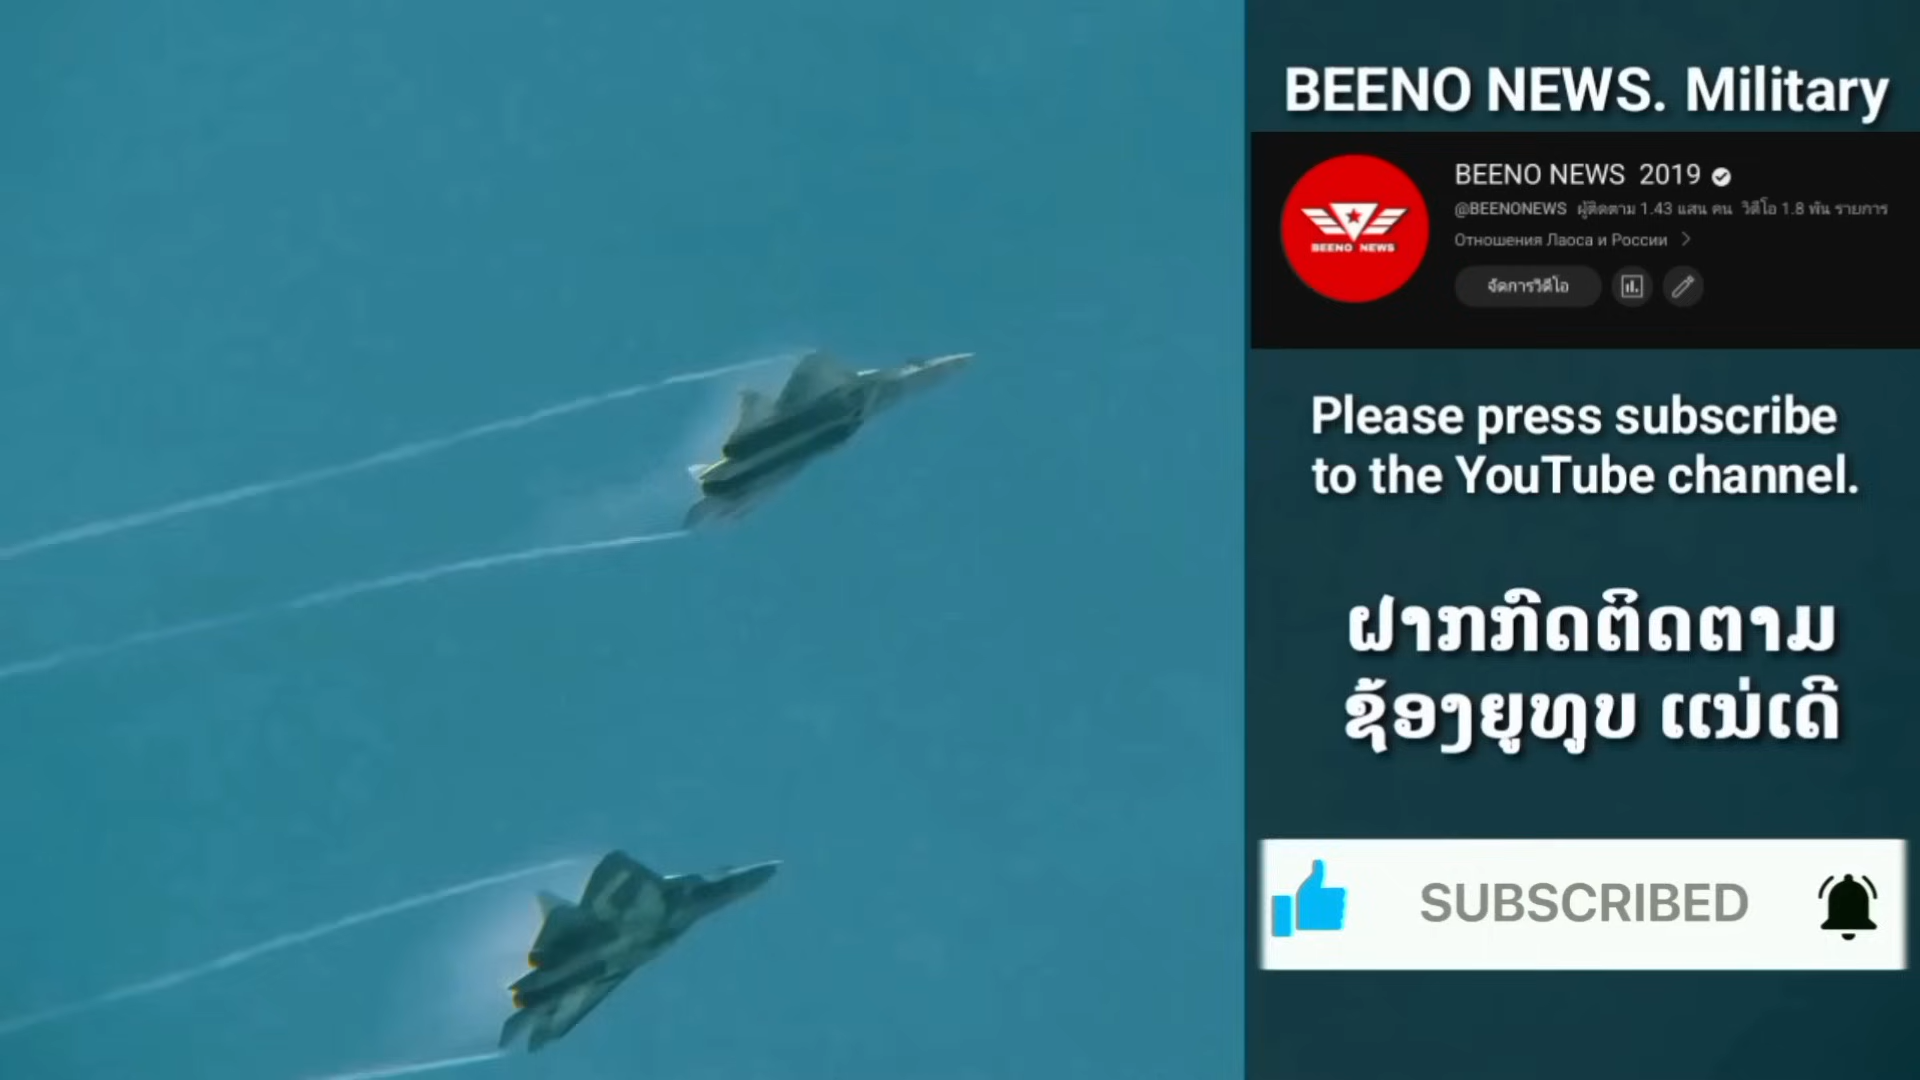 BEENO NEWS. Military
BEENO NEWS 2019
@BEENONEWS ผู้ติดตาม 1.43 แสน คน วิดีโอ 1.8 พัน รายการ
Отношения Лаоса и России
จัดการวิดีโอ
BEENO NEWS
Please press subscribe
to the YouTube channel.
ຝາກກົດຕິດຕາມ
ຊ້ອງຍູທູບ ແນ່ເດີ
SUBSCRIBED